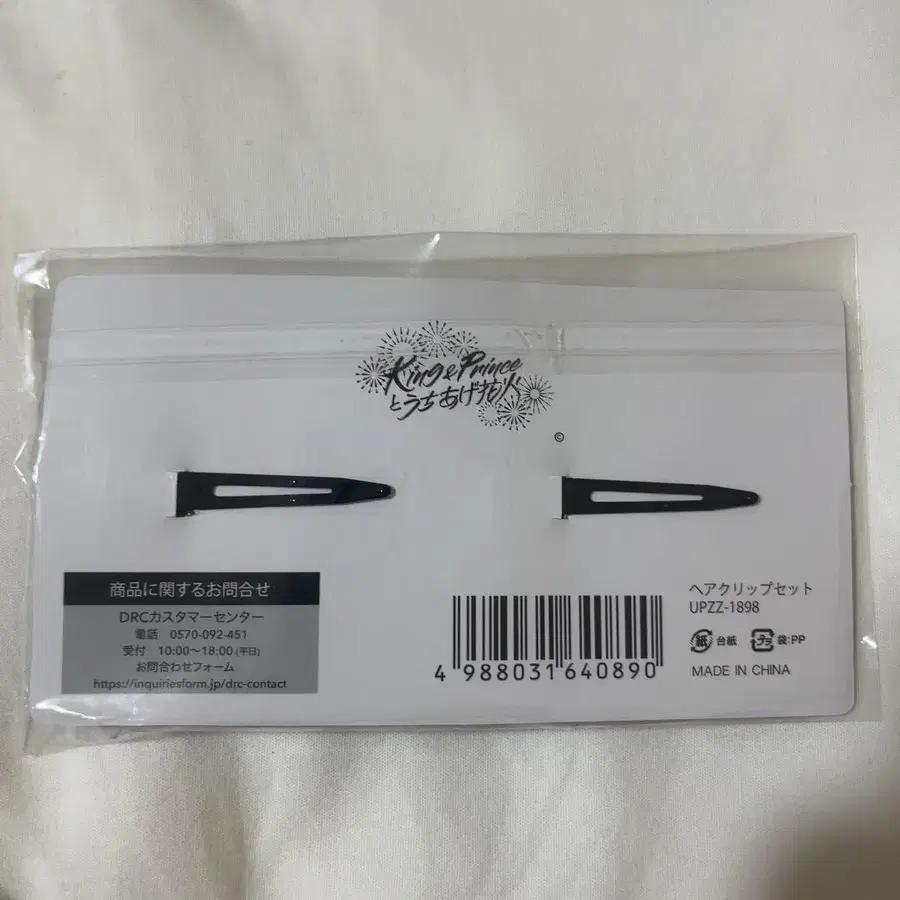 King & Prince
とうちあげ花火
©
商品に関するお問合せ
DRCカスタマーセンター
電話 0570-092-451
受付 10:00〜18:00 (平日)
お問合わせフォーム
https://inquiriesform.jp/drc-contact
4 988031 640890
ヘアクリップセット
UPZZ-1898
紙 台紙 プラ 袋:PP
MADE IN CHINA